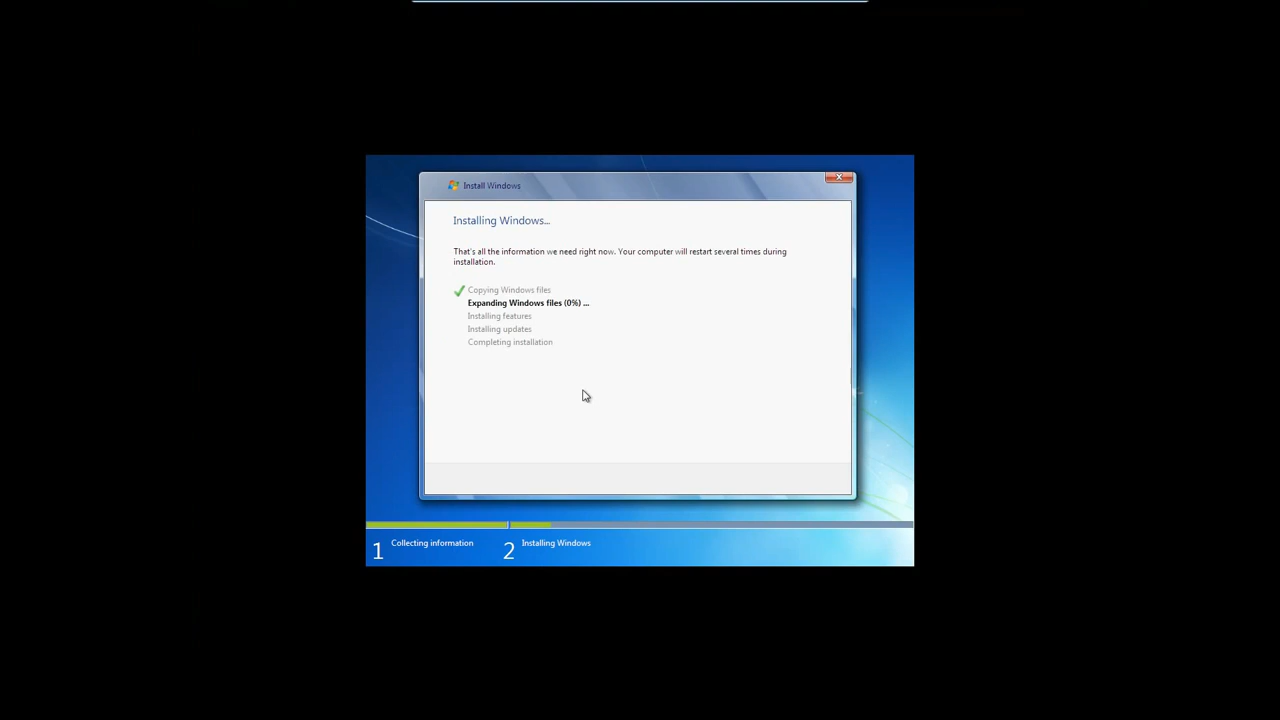 Install Windows
Installing Windows...
That's all the information we need right now. Your computer will restart several times during
installation.
Copying Windows files
Expanding Windows files (0%) ...
Installing features
Installing updates
Completing installation
1 Collecting information
2 Installing Windows